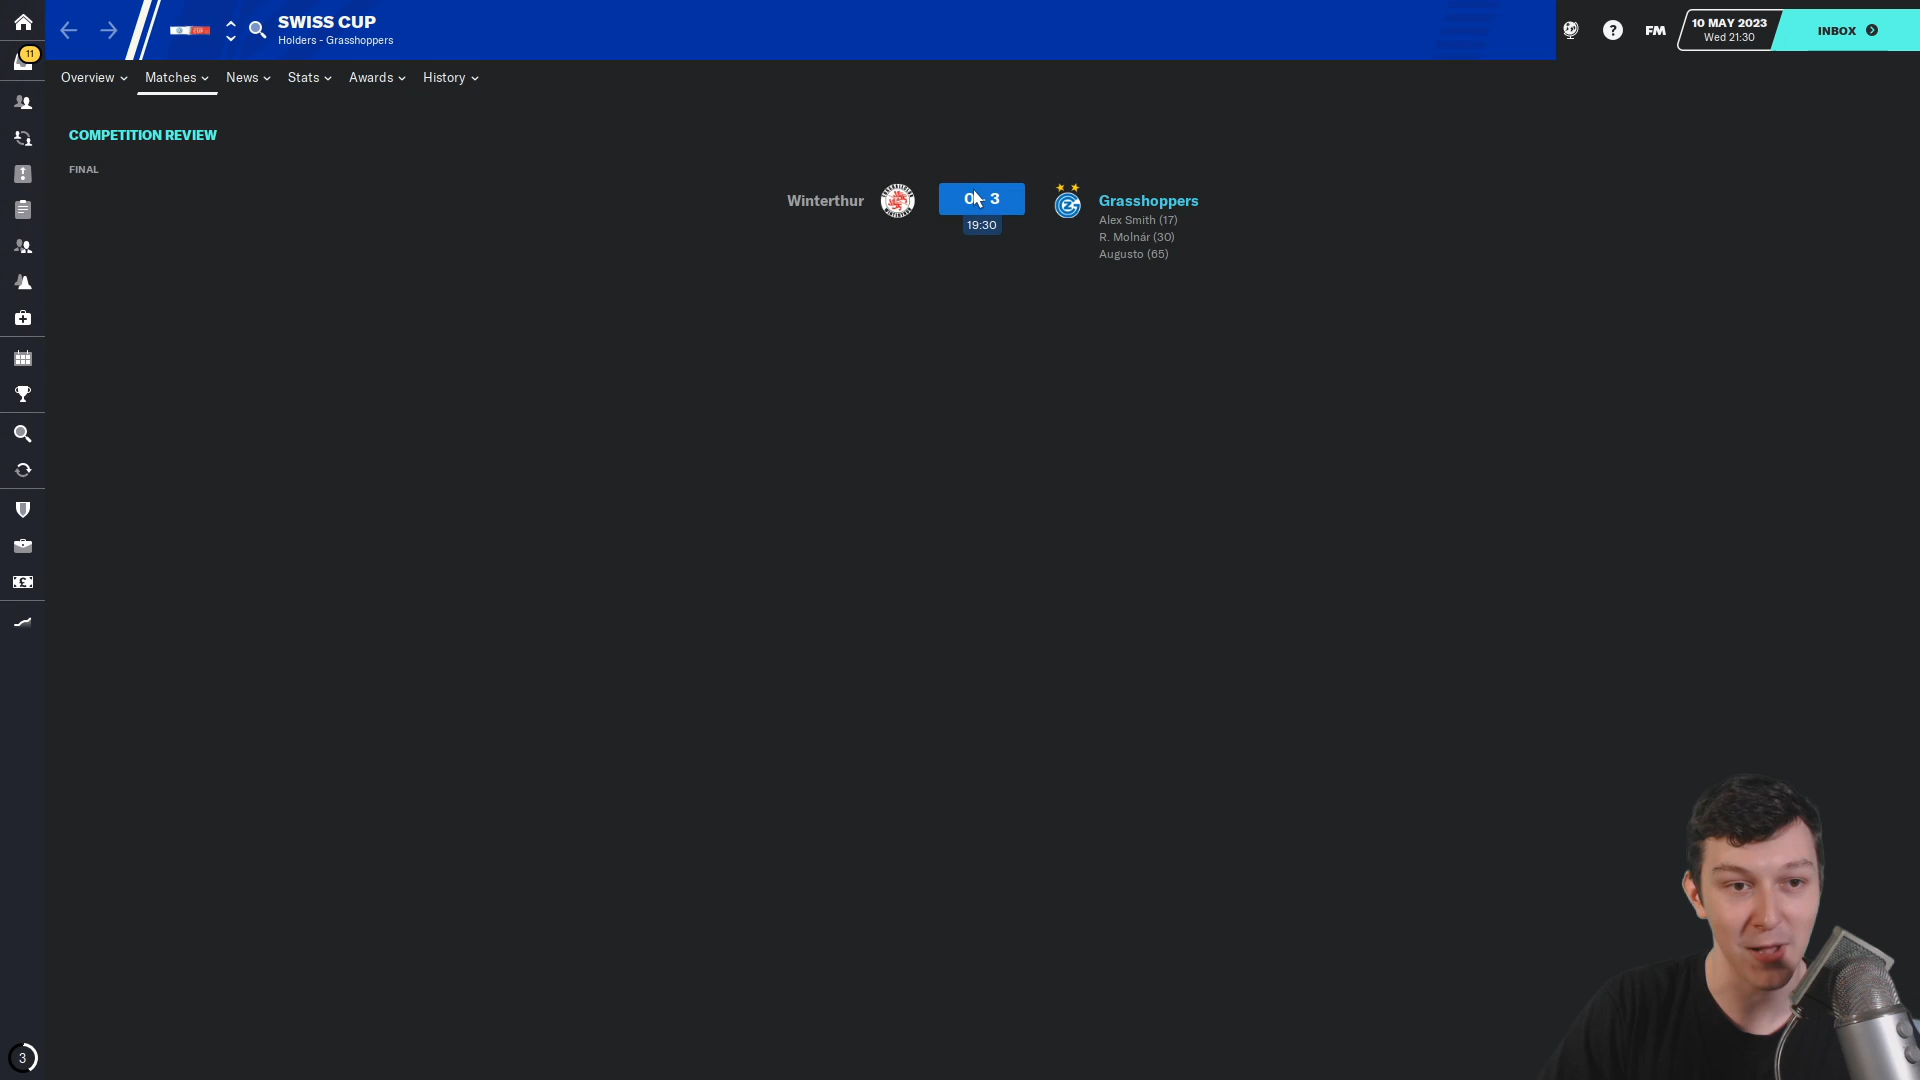 11
SWISS CUP
Holders - Grasshoppers
FM
10 MAY 2023
Wed 21:30
INBOX
Overview
Matches
News
Stats
Awards
History
COMPETITION REVIEW
FINAL
Winterthur
0 - 3
Grasshoppers
19:30
Alex Smith (17)
R. Molnár (30)
Augusto (65)
3